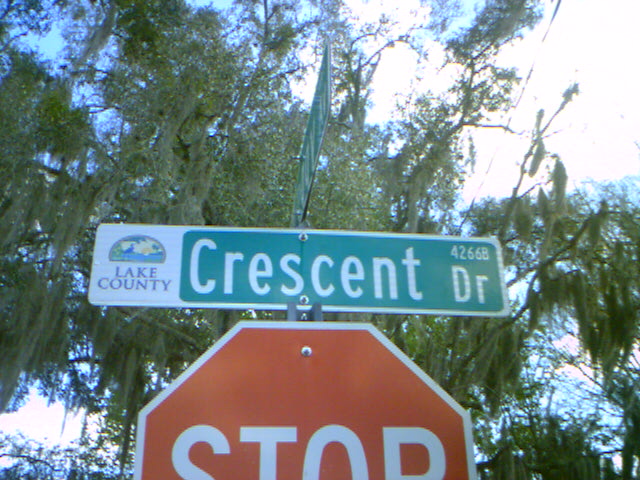 LAKE
COUNTY
Crescent Dr
4266B
STOP